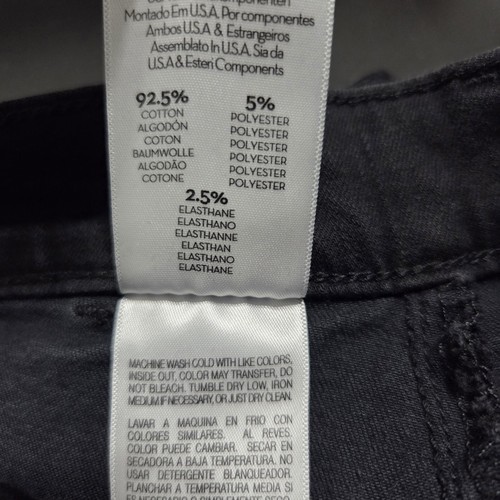 Montado Em U.S.A. Por componentes
Ambos U.S.A & Estrangeiros
Assemblato In U.S.A. Sia da
U.S.A & Esteri Components
92.5%
COTTON
ALGODÓN
COTON
BAUMWOLLE
ALGODÃO
COTONE
5%
POLYESTER
POLYESTER
POLYESTER
POLYESTER
POLYESTER
POLYESTER
2.5%
ELASTHANE
ELASTHANO
ELASTHANNE
ELASTHAN
ELASTHANO
ELASTHANE
MACHINE WASH COLD WITH LIKE COLORS,
INSIDE OUT, COLOR MAY TRANSFER, DO
NOT BLEACH. TUMBLE DRY LOW, IRON
MEDIUM IF NECESSARY, OR JUST DRY CLEAN.
LAVAR A MAQUINA EN FRIO CON
COLORES SIMILARES. AL REVES.
COLOR PUEDE CAMBIAR. SECAR EN
SECADORA A BAJA TEMPERATURA. NO
USAR DETERGENTE BLANQUEADOR.
PLANCHAR A TEMPERATURA MEDIA SI